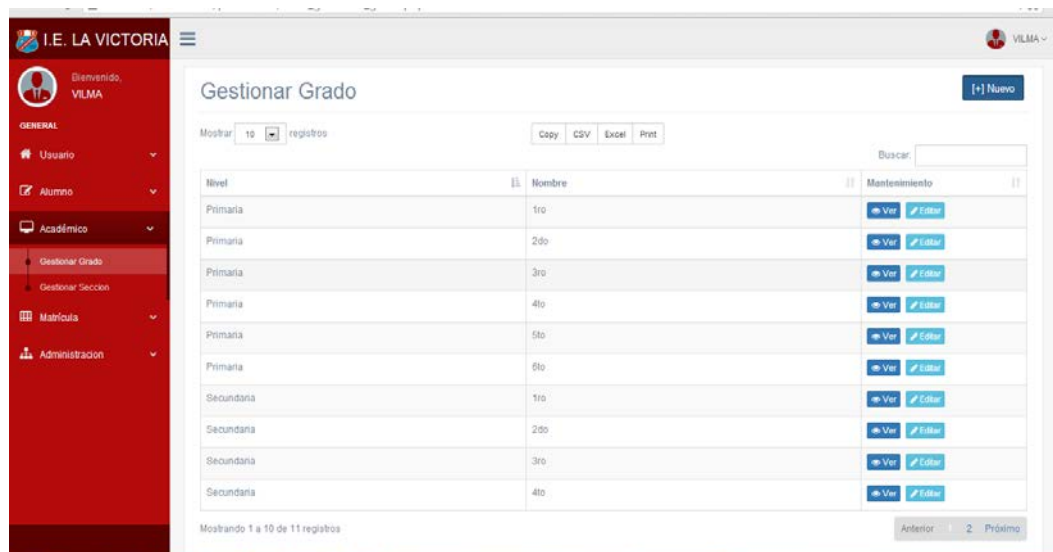 I.E. LA VICTORIA
VILMA
Bienvenido,
VILMA
GENERAL
Usuario
Alumno
Académico
Gestionar Grado
Gestionar Seccion
Matrícula
Administracion
Gestionar Grado
[+] Nuevo
Mostrar 10 registros
Copy CSV Excel Print
Buscar:
Nivel Nombre Mantenimiento
Primaria 1ro Ver Editar
Primaria 2do Ver Editar
Primaria 3ro Ver Editar
Primaria 4to Ver Editar
Primaria 5to Ver Editar
Primaria 6to Ver Editar
Secundaria 1ro Ver Editar
Secundaria 2do Ver Editar
Secundaria 3ro Ver Editar
Secundaria 4to Ver Editar
Mostrando 1 a 10 de 11 registros
Anterior 1 2 Próximo